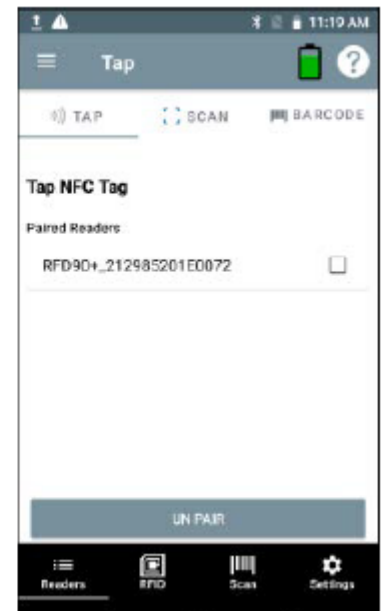 11:19 AM
Tap
?
TAP SCAN BARCODE
Tap NFC Tag
Paired Readers
RFD90+_212985201E0072
UN PAIR
Readers RFID Scan Settings